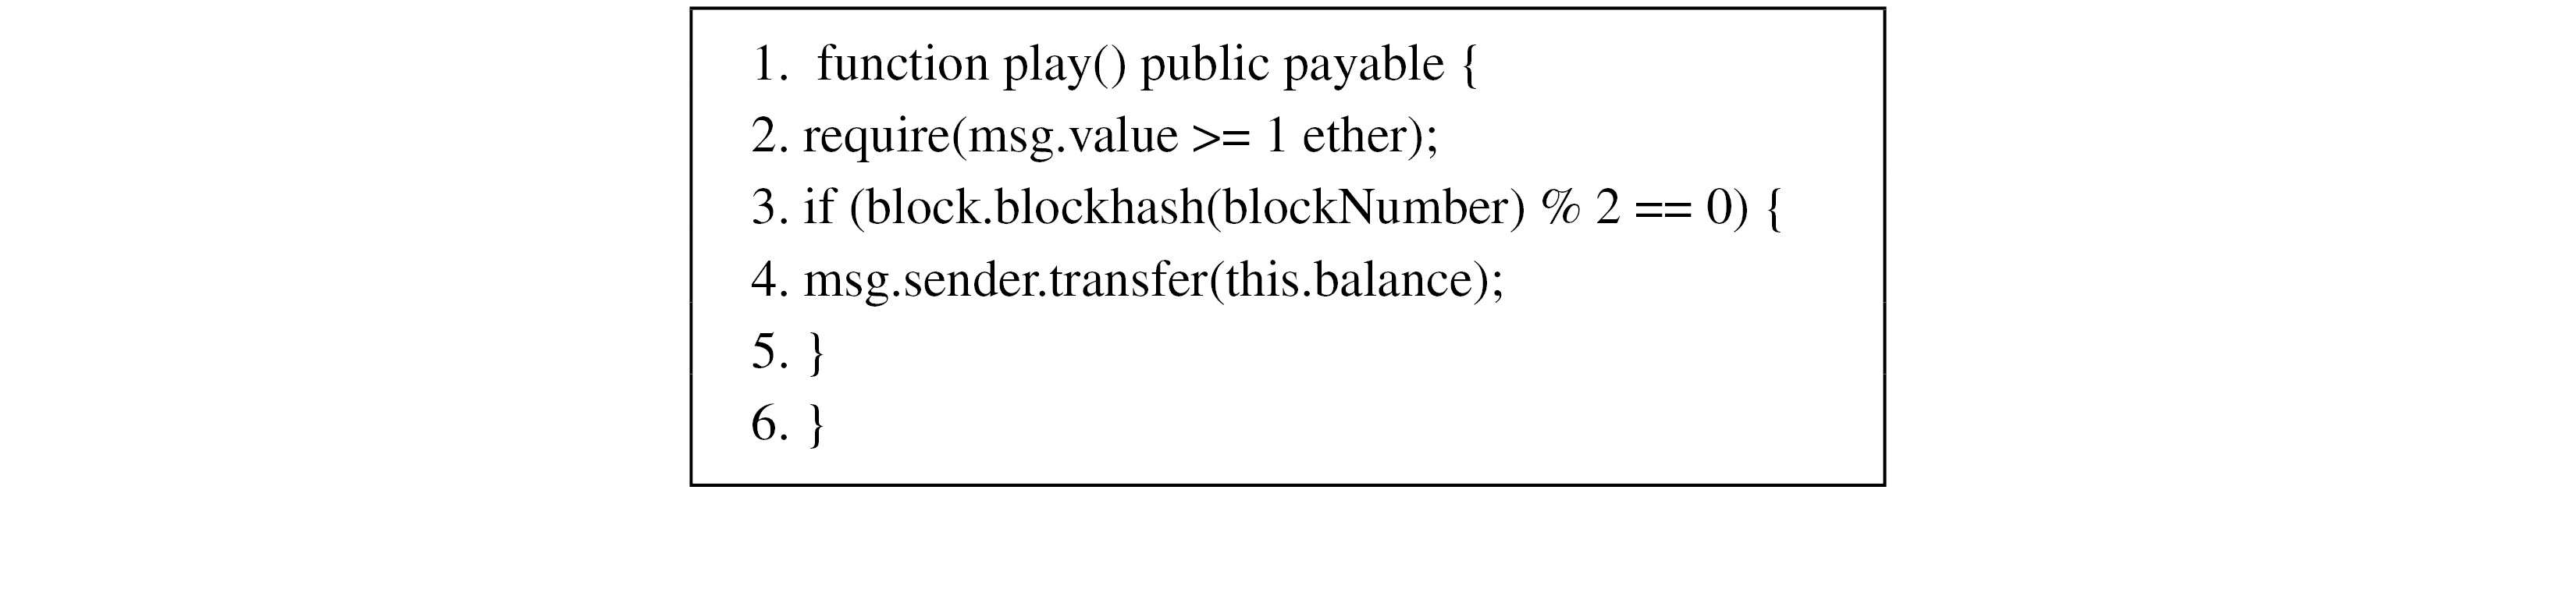 1. function play() public payable {
2. require(msg.value >= 1 ether);
3. if (block.blockhash(blockNumber) % 2 == 0) {
4. msg.sender.transfer(this.balance);
5. }
6. }